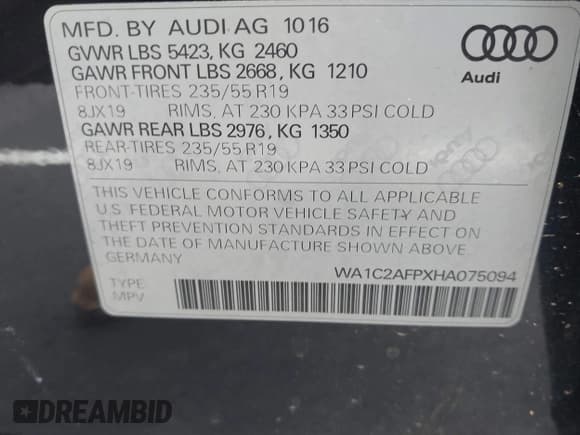 MFD. BY AUDI AG 1016
GVWR LBS 5423, KG 2460
GAWR FRONT LBS 2668, KG 1210
FRONT-TIRES 235/55 R19
8JX19 RIMS, AT 230 KPA 33 PSI COLD
GAWR REAR LBS 2976, KG 1350
REAR-TIRES 235/55 R19
8JX19 RIMS, AT 230 KPA 33 PSI COLD
Audi
THIS VEHICLE CONFORMS TO ALL APPLICABLE
U.S. FEDERAL MOTOR VEHICLE SAFETY AND
THEFT PREVENTION STANDARDS IN EFFECT ON
THE DATE OF MANUFACTURE SHOWN ABOVE
GERMANY
WA1C2AFPXHA075094
TYPE:
MPV
DREAMBID